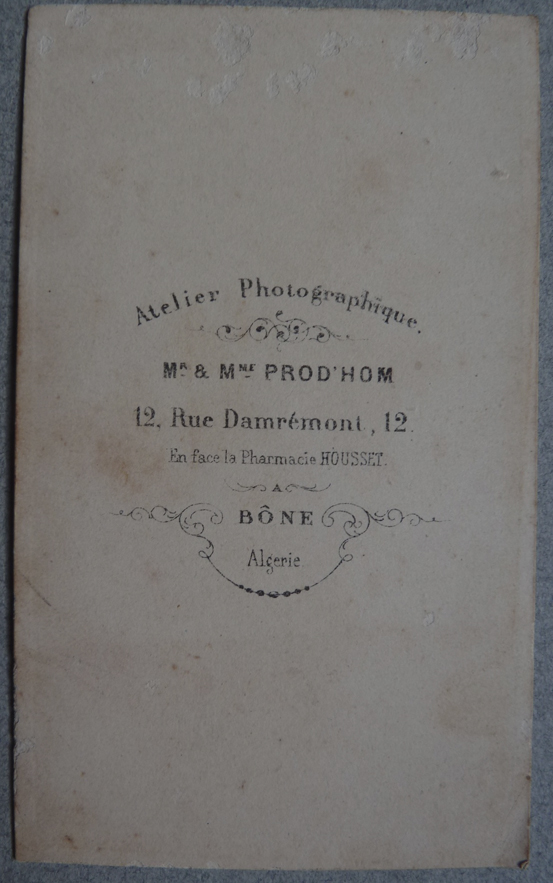 Atelier Photographique.
MR & MME PROD'HOM
12, Rue Damrémont, 12.
En face la Pharmacie HOUSSET.
A
BÔNE
Algerie